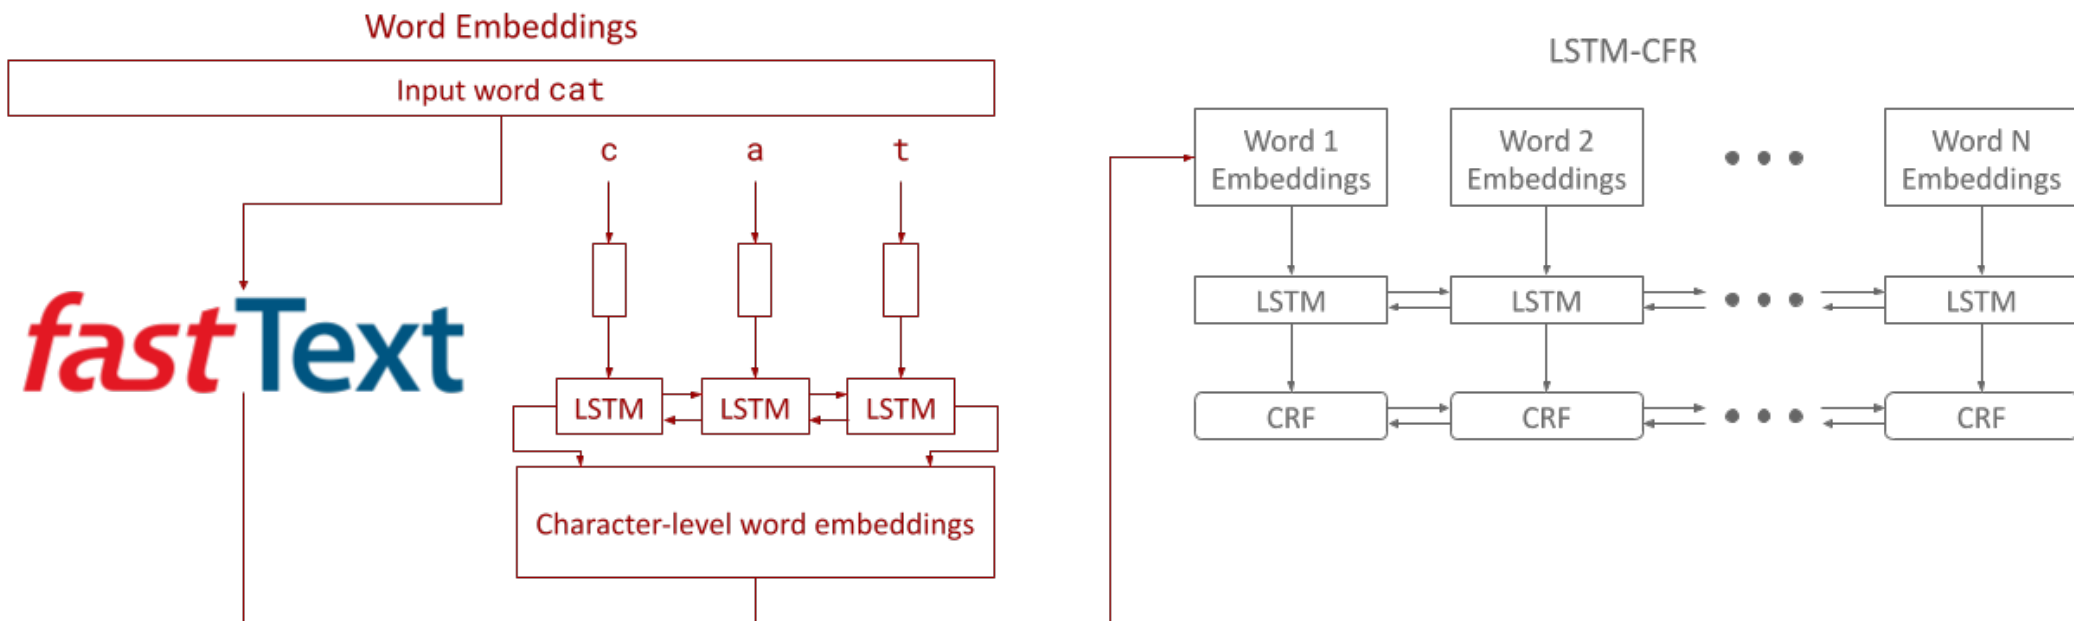 Word Embeddings
Input word cat
c a t
fastText
LSTM LSTM LSTM
Character-level word embeddings
LSTM-CFR
Word 1
Embeddings
Word 2
Embeddings
Word N
Embeddings
LSTM LSTM LSTM
CRF CRF CRF